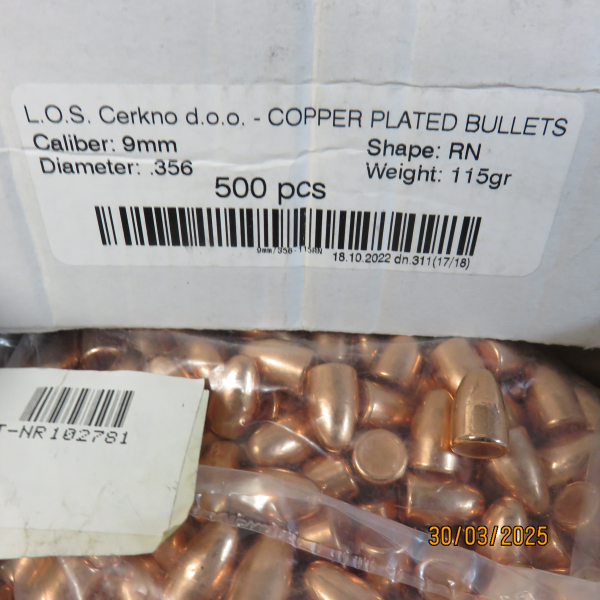 L.O.S. Cerkno d.o.o. - COPPER PLATED BULLETS
Caliber: 9mm
Shape: RN
Diameter: .356
Weight: 115gr
500 pcs
18.10.2022 dn.311(17/18)
T-NR102781
30/03/2025